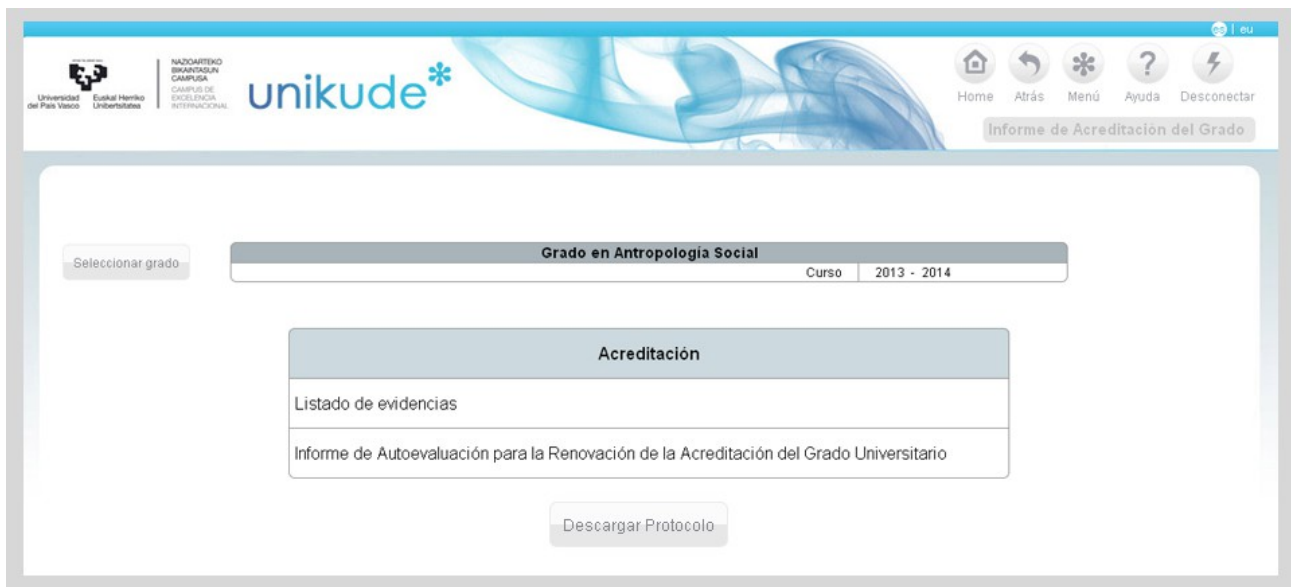 es | eu
Universidad del País Vasco
Euskal Herriko Unibertsitatea
NAZIOARTEKO
BIKAINTASUN
CAMPUSA
CAMPUS DE
EXCELENCIA
INTERNACIONAL
unikude*
Home Atrás Menú Ayuda Desconectar
Informe de Acreditación del Grado
Seleccionar grado
Grado en Antropología Social
Curso 2013 - 2014
Acreditación
Listado de evidencias
Informe de Autoevaluación para la Renovación de la Acreditación del Grado Universitario
Descargar Protocolo